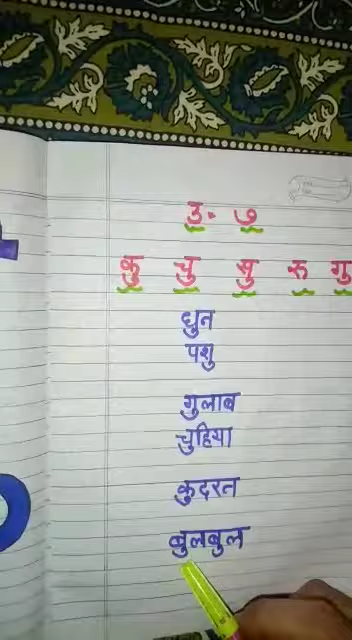 उ - ु
कु चु सु रु गु
धुन
पशु
गुलाब
चुहिया
कुदरत
बुलबुल